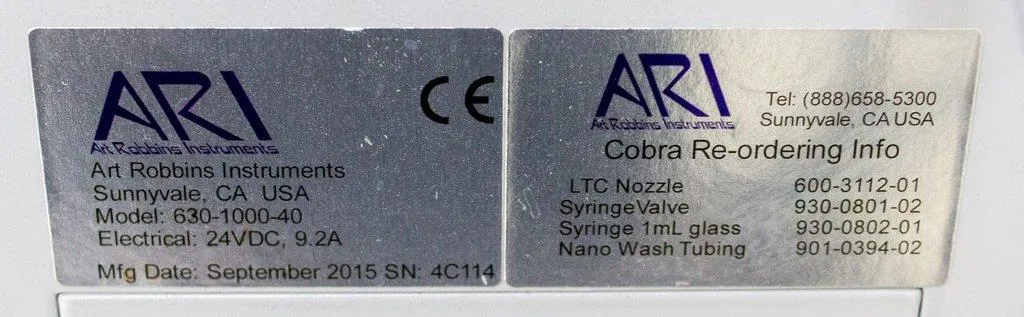 ARI
Art Robbins Instruments
Art Robbins Instruments
Sunnyvale, CA USA
Model: 630-1000-40
Electrical: 24VDC, 9.2A
Mfg Date: September 2015 SN: 4C114
CE
ARI
Art Robbins Instruments
Tel: (888)658-5300
Sunnyvale, CA USA
Cobra Re-ordering Info
LTC Nozzle 600-3112-01
SyringeValve 930-0801-02
Syringe 1mL glass 930-0802-01
Nano Wash Tubing 901-0394-02